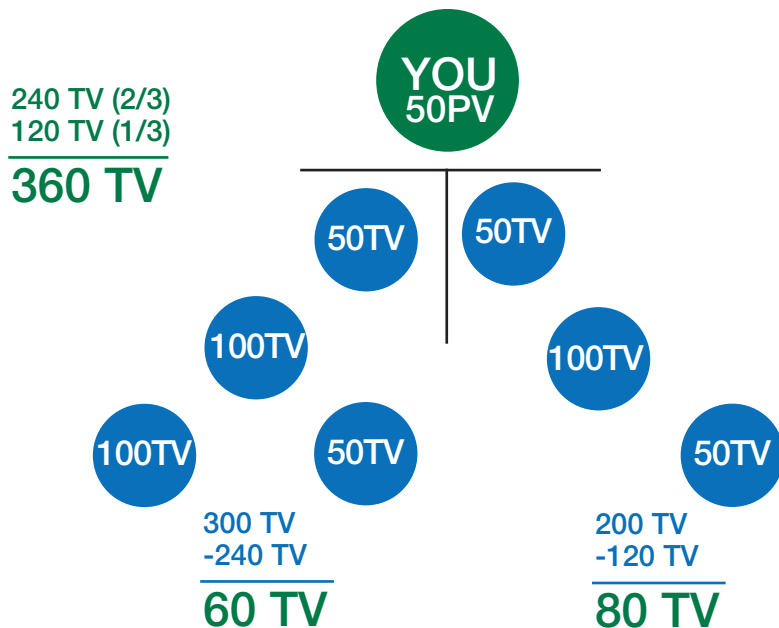 YOU
50PV
240 TV (2/3)
120 TV (1/3)
360 TV
50TV
50TV
100TV
100TV
100TV
50TV
50TV
300 TV
-240 TV
60 TV
200 TV
-120 TV
80 TV